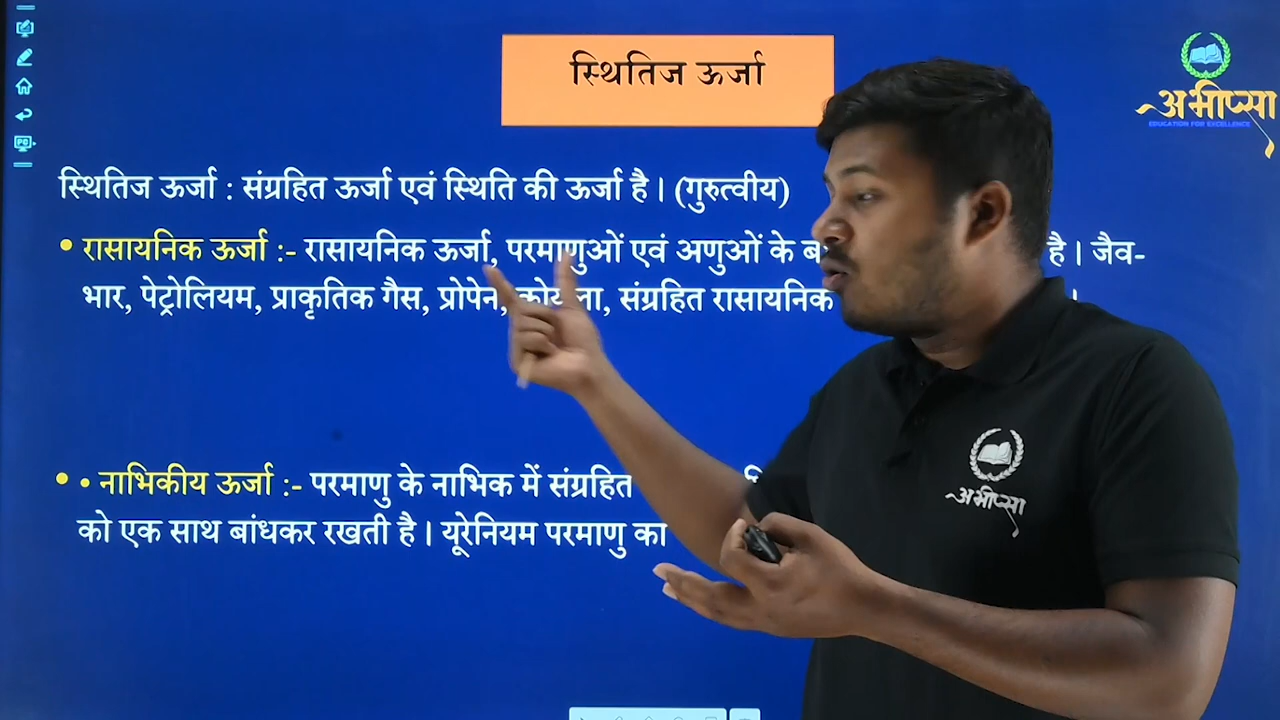 स्थितिज ऊर्जा
अभीप्सा
EDUCATION FOR EXCELLENCE
स्थितिज ऊर्जा : संग्रहित ऊर्जा एवं स्थिति की ऊर्जा है । (गुरुत्वीय)
• रासायनिक ऊर्जा :- रासायनिक ऊर्जा, परमाणुओं एवं अणुओं के है । जैव-
भार, पेट्रोलियम, प्राकृतिक गैस, प्रोपेन, कोयला, संग्रहित रासायनिक ।
• • नाभिकीय ऊर्जा :- परमाणु के नाभिक में संग्रहित
को एक साथ बांधकर रखती है । यूरेनियम परमाणु का
अभीप्सा